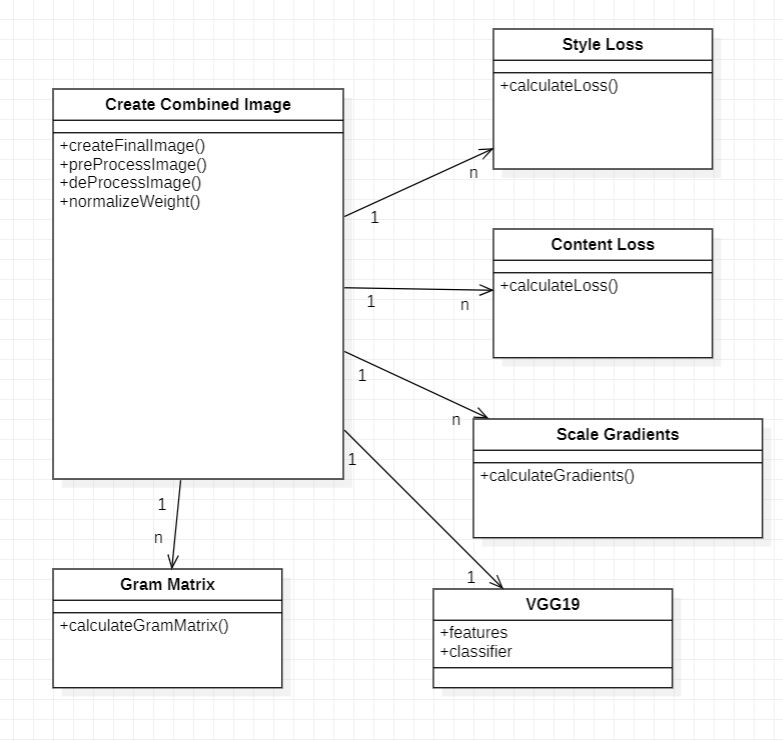 Style Loss
+calculateLoss()
Create Combined Image
+createFinalImage()
+preProcessImage()
+deProcessImage()
+normalizeWeight()
n
1
Content Loss
+calculateLoss()
1
n
1
n
Scale Gradients
+calculateGradients()
1
1
1
n
Gram Matrix
+calculateGramMatrix()
VGG19
+features
+classifier